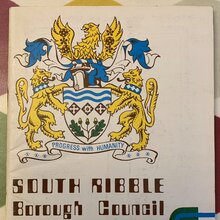 PROGRESS with HUMANITY
SOUTH RIBBLE
Borough Council